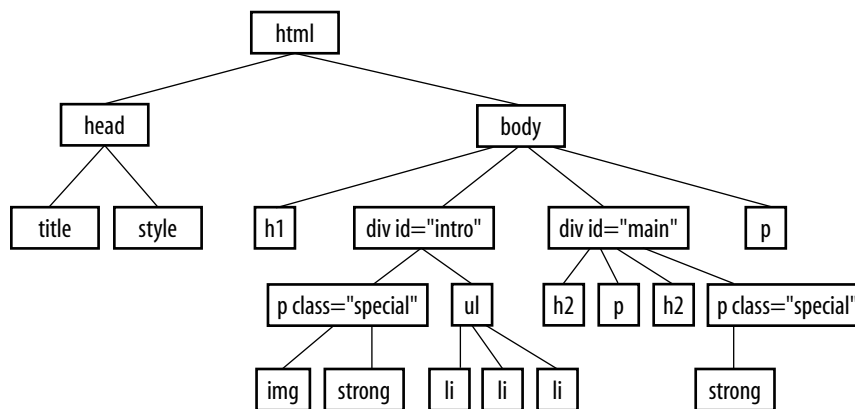 html
head
body
title
style
h1
div id="intro"
div id="main"
p
p class="special"
ul
h2
p
h2
p class="special"
img
strong
li
li
li
strong